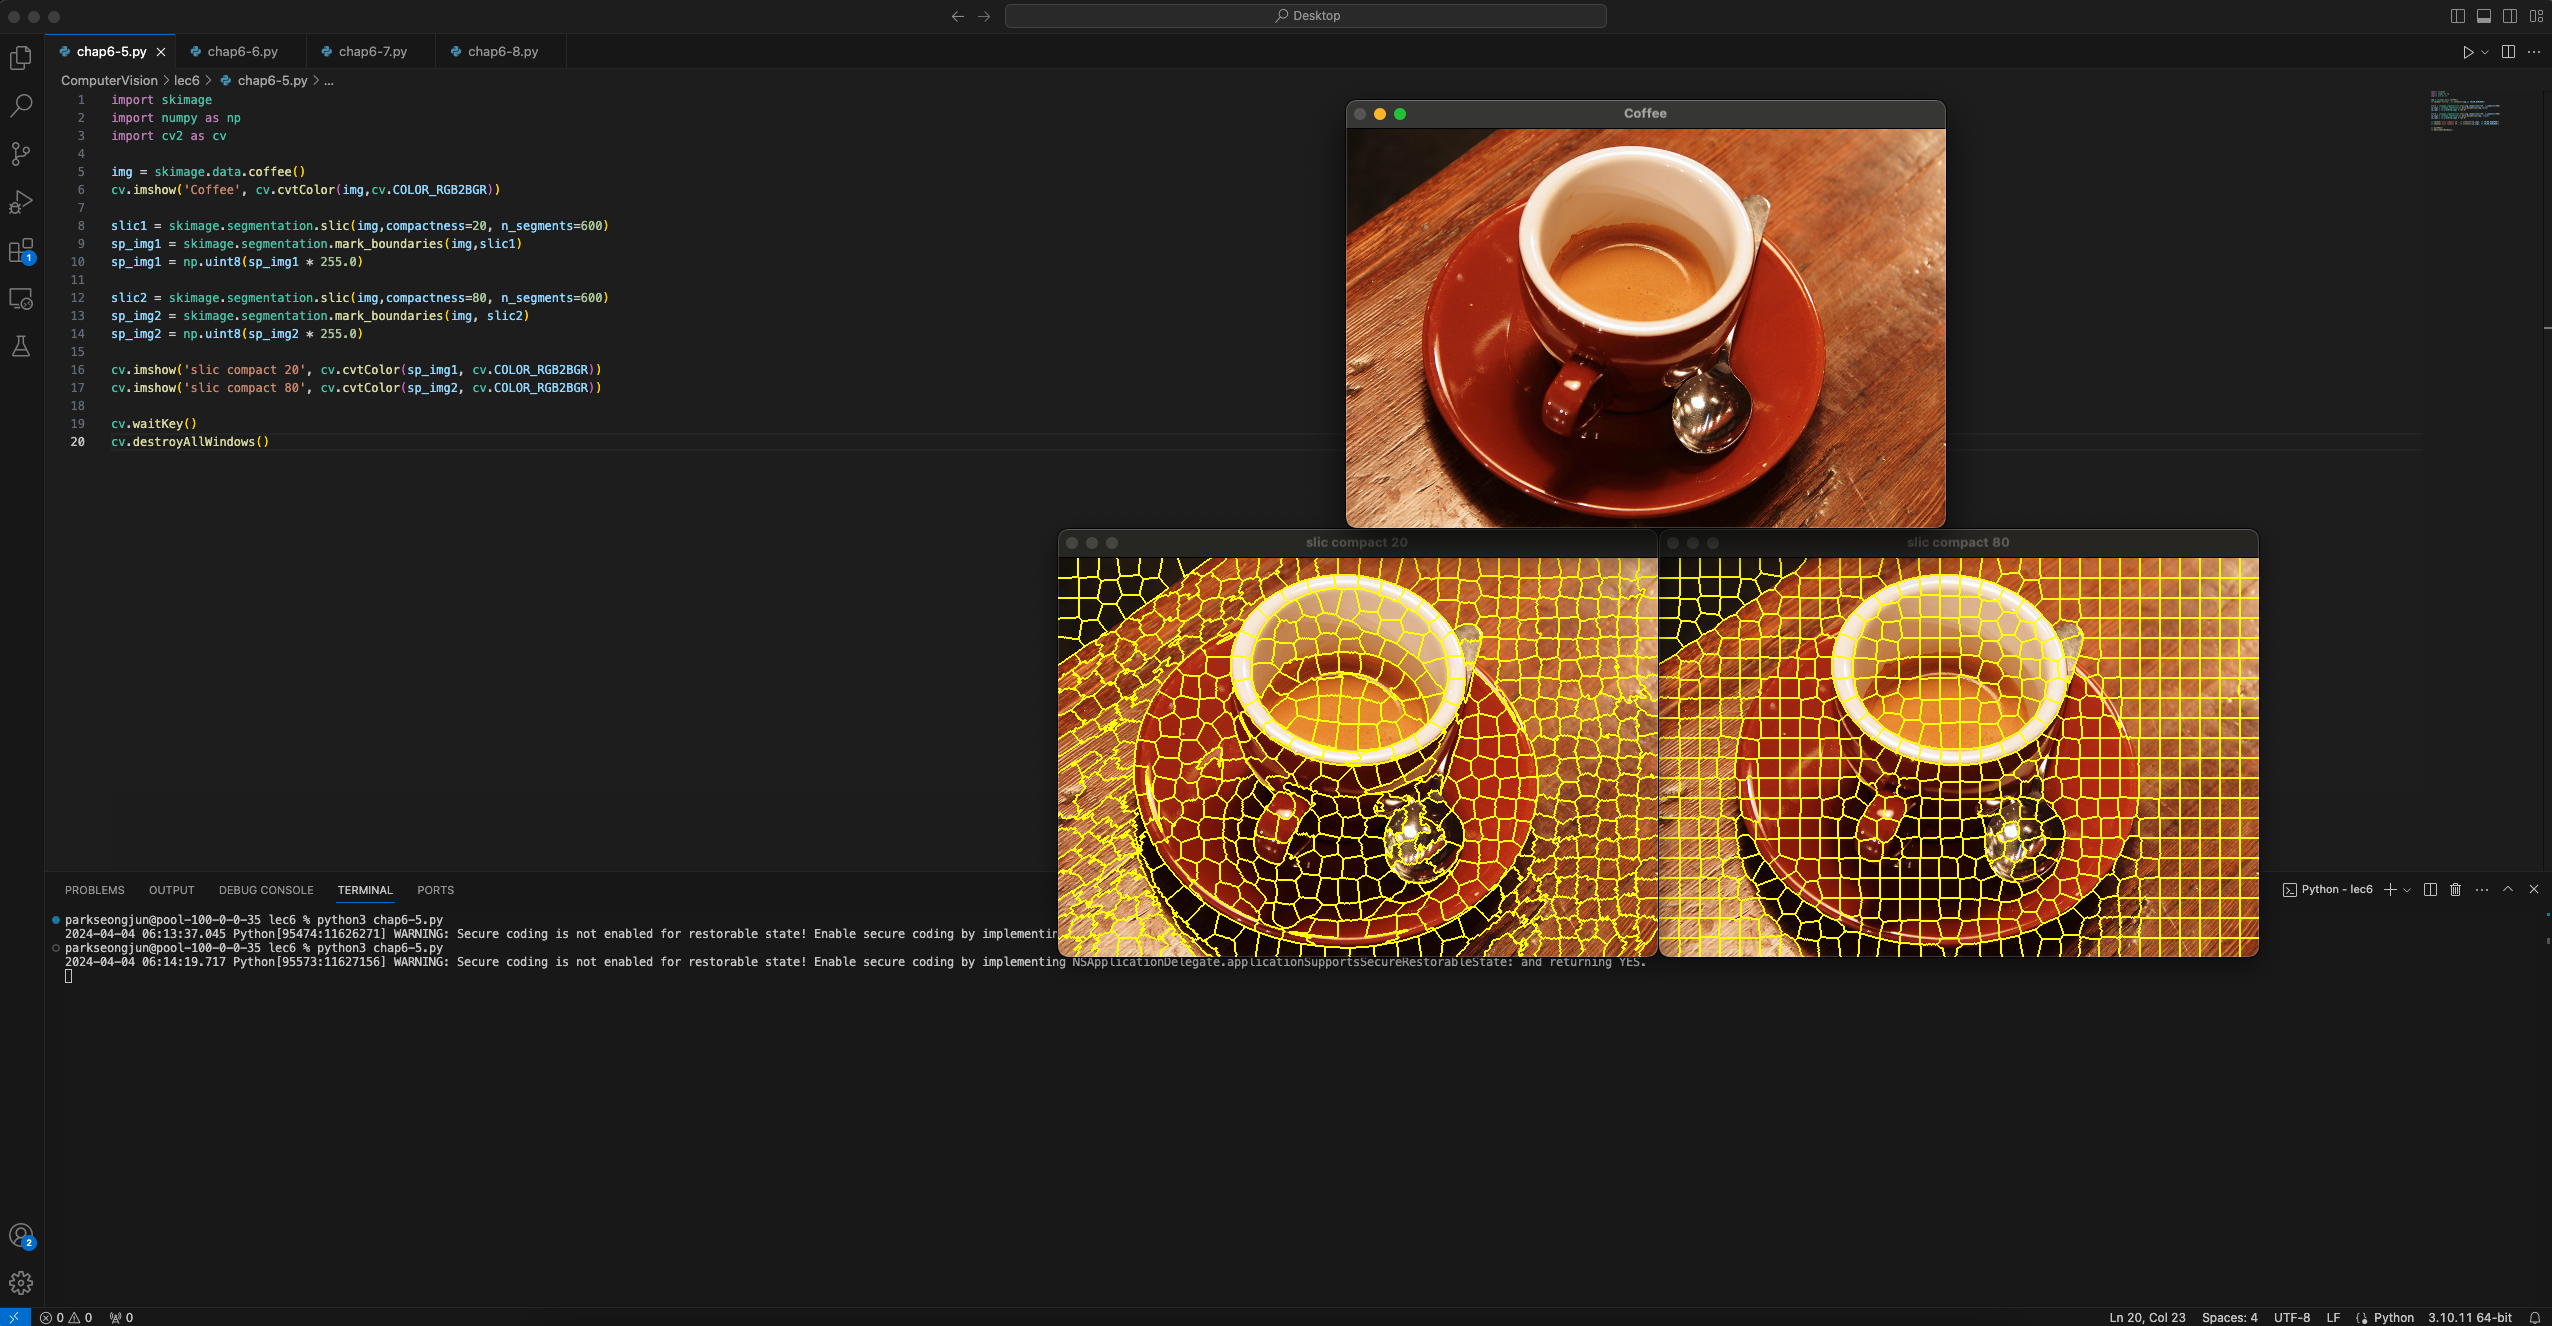 Desktop
chap6-5.py
chap6-6.py
chap6-7.py
chap6-8.py
ComputerVision > lec6 > chap6-5.py > ...
1 import skimage
2 import numpy as np
3 import cv2 as cv
4
5 img = skimage.data.coffee()
6 cv.imshow('Coffee', cv.cvtColor(img,cv.COLOR_RGB2BGR))
7
8 slic1 = skimage.segmentation.slic(img,compactness=20, n_segments=600)
9 sp_img1 = skimage.segmentation.mark_boundaries(img,slic1)
10 sp_img1 = np.uint8(sp_img1 * 255.0)
11
12 slic2 = skimage.segmentation.slic(img,compactness=80, n_segments=600)
13 sp_img2 = skimage.segmentation.mark_boundaries(img, slic2)
14 sp_img2 = np.uint8(sp_img2 * 255.0)
15
16 cv.imshow('slic compact 20', cv.cvtColor(sp_img1, cv.COLOR_RGB2BGR))
17 cv.imshow('slic compact 80', cv.cvtColor(sp_img2, cv.COLOR_RGB2BGR))
18
19 cv.waitKey()
20 cv.destroyAllWindows()
1
Coffee
slic compact 20
slic compact 80
PROBLEMS OUTPUT DEBUG CONSOLE TERMINAL PORTS
Python - lec6
parkseongjun@pool-100-0-0-35 lec6 % python3 chap6-5.py
2024-04-04 06:13:37.045 Python[95474:11626271] WARNING: Secure coding is not enabled for restorable state! Enable secure coding by implementing
parkseongjun@pool-100-0-0-35 lec6 % python3 chap6-5.py
2024-04-04 06:14:19.717 Python[95573:11627156] WARNING: Secure coding is not enabled for restorable state! Enable secure coding by implementing NSApplicationDelegate.applicationSupportsSecureRestorableState: and returning YES.
2
0 0 0
Ln 20, Col 23 Spaces: 4 UTF-8 LF Python 3.10.11 64-bit